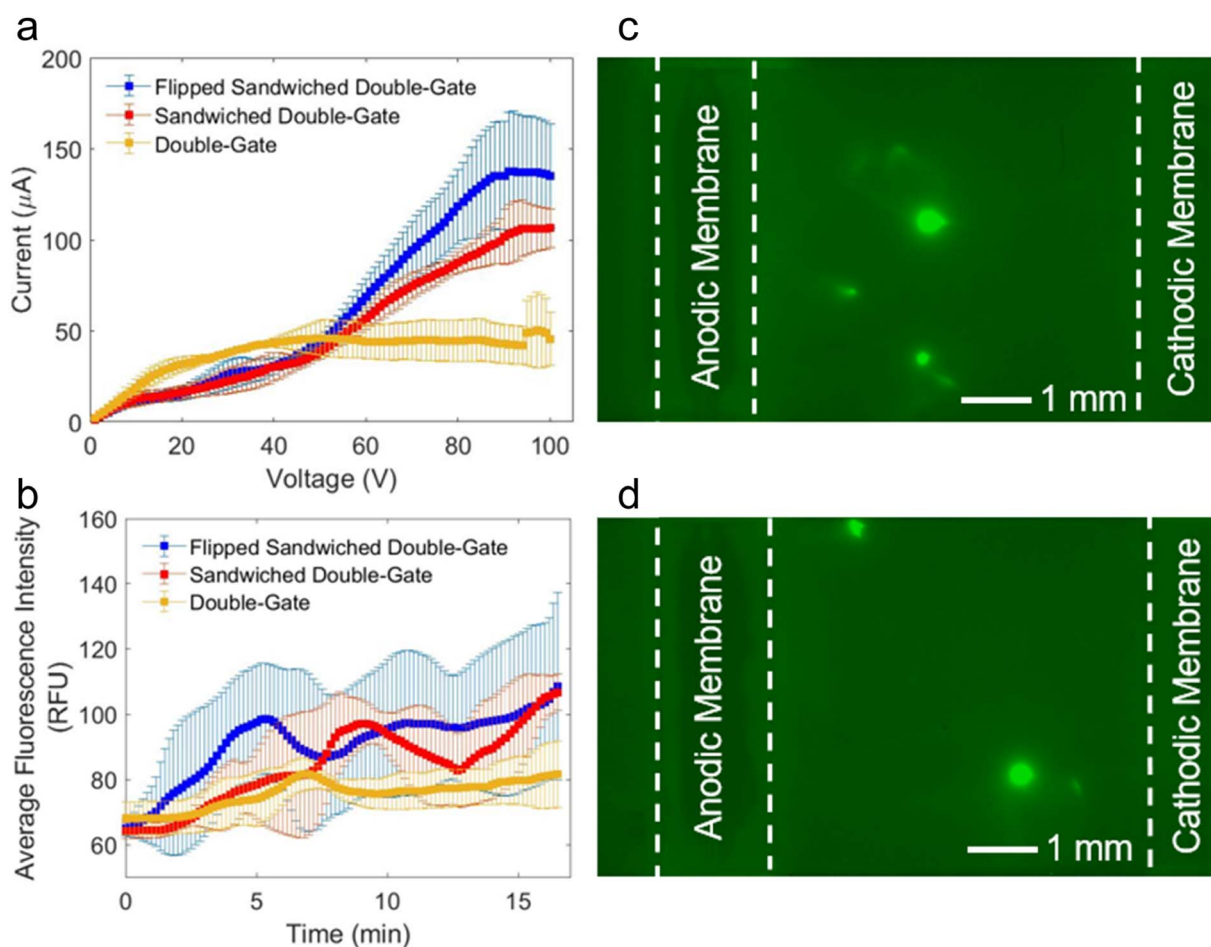 a
200
150
100
50
0
Current (μA)
Flipped Sandwiched Double-Gate
Sandwiched Double-Gate
Double-Gate
0 20 40 60 80 100
Voltage (V)
b
160
140
120
100
80
60
Average Fluorescence Intensity
(RFU)
Flipped Sandwiched Double-Gate
Sandwiched Double-Gate
Double-Gate
0 5 10 15
Time (min)
c
Anodic Membrane
Cathodic Membrane
1 mm
d
Anodic Membrane
Cathodic Membrane
1 mm